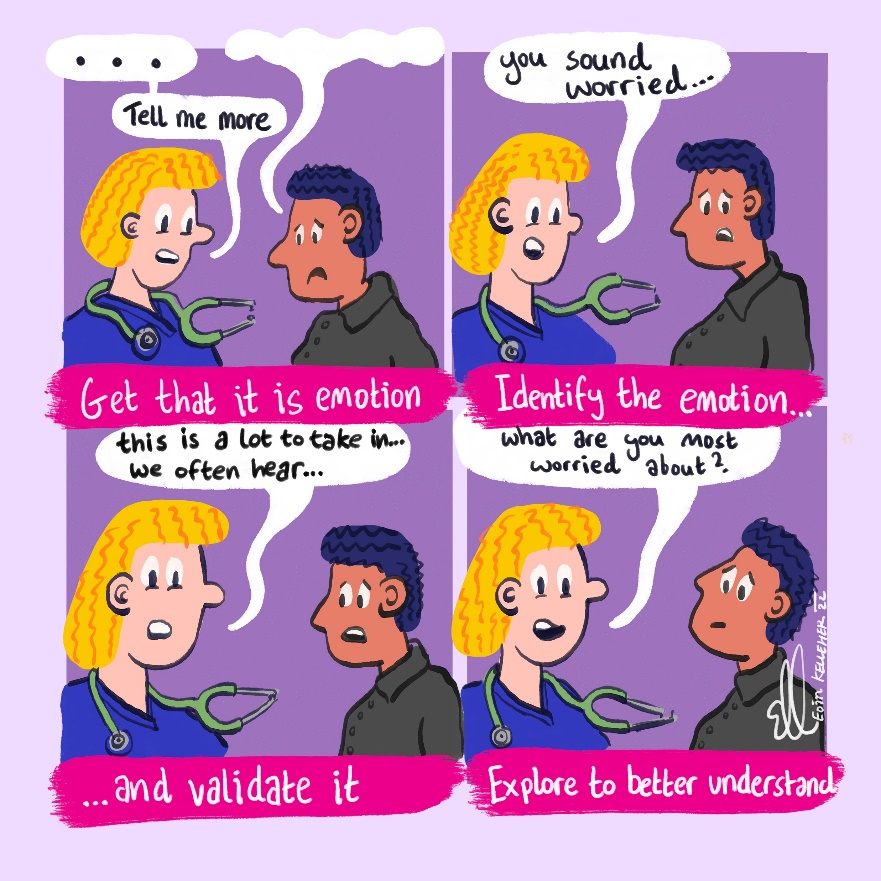 ...
Tell me more
Get that it is emotion
you sound
worried...
Identify the emotion...
this is a lot to take in...
we often hear...
...and validate it
what are you most
worried about?
Explore to better understand
Eoin KELLEHER 22